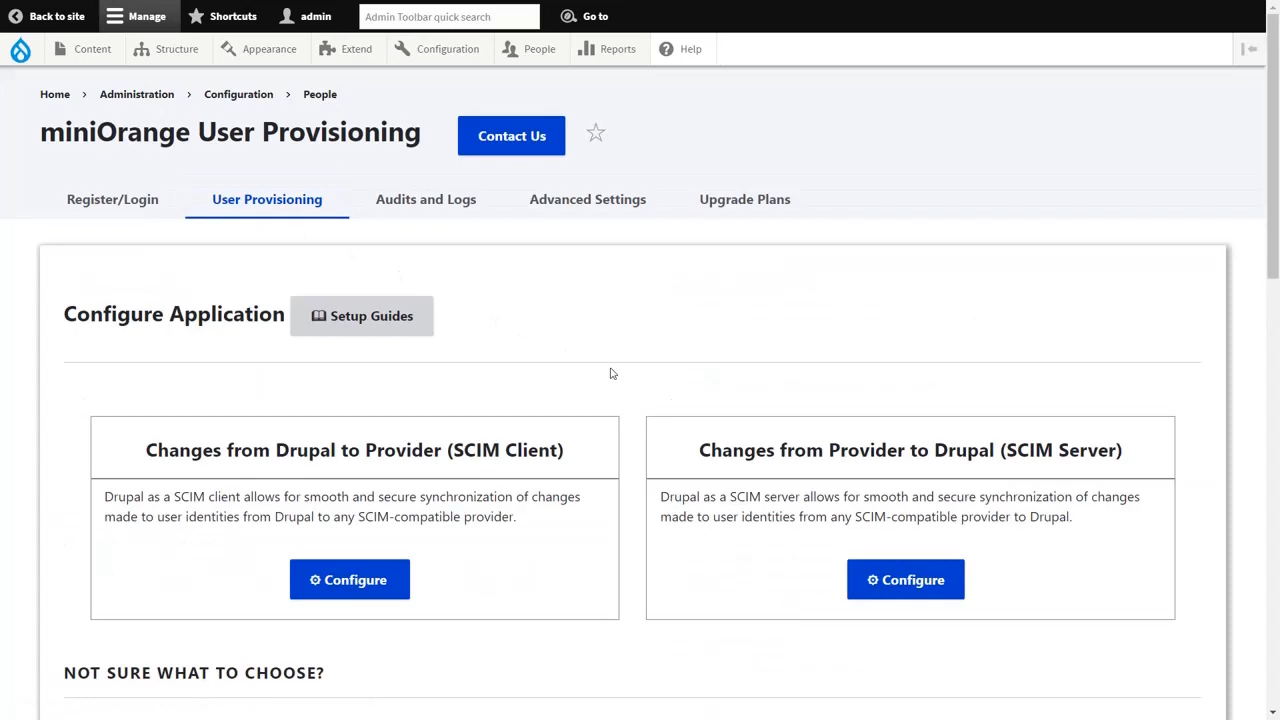 Back to site Manage Shortcuts admin Admin Toolbar quick search Go to
Content Structure Appearance Extend Configuration People Reports Help
Home › Administration › Configuration › People
miniOrange User Provisioning Contact Us
Register/Login User Provisioning Audits and Logs Advanced Settings Upgrade Plans
Configure Application Setup Guides
Changes from Drupal to Provider (SCIM Client)
Drupal as a SCIM client allows for smooth and secure synchronization of changes
made to user identities from Drupal to any SCIM-compatible provider.
Configure
Changes from Provider to Drupal (SCIM Server)
Drupal as a SCIM server allows for smooth and secure synchronization of changes
made to user identities from any SCIM-compatible provider to Drupal.
Configure
NOT SURE WHAT TO CHOOSE?